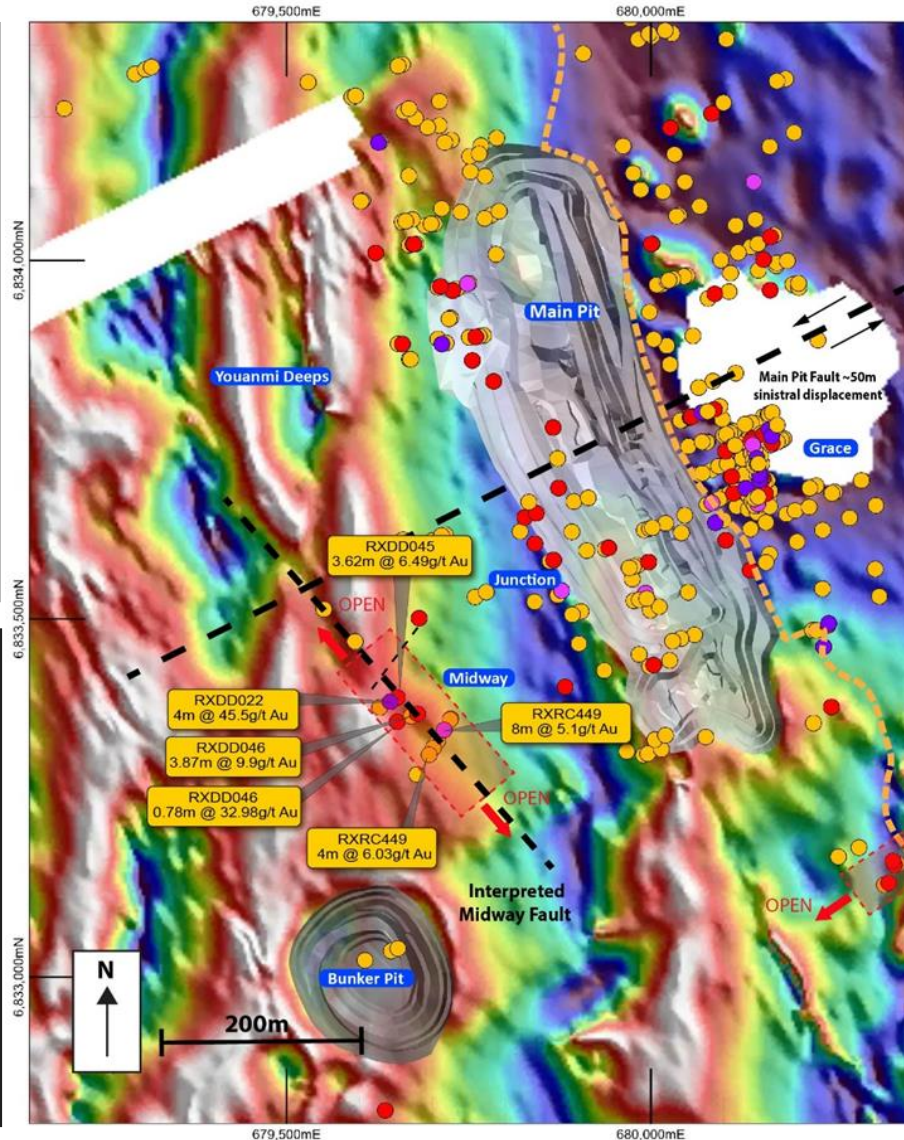 679,500mE
680,000mE
6,834,000mN
Main Pit
Youanmi Deeps
Main Pit Fault ~50m
sinistral displacement
Grace
RXDD045
3.62m @ 6.49g/t Au
Junction
OPEN
6,833,500mN
Midway
RXDD022
4m @ 45.5g/t Au
RXRC449
8m @ 5.1g/t Au
RXDD046
3.87m @ 9.9g/t Au
RXDD046
0.78m @ 32.98g/t Au
OPEN
RXRC449
4m @ 6.03g/t Au
Interpreted
Midway Fault
OPEN
6,833,000mN
Bunker Pit
N
200m
679,500mE
680,000mE